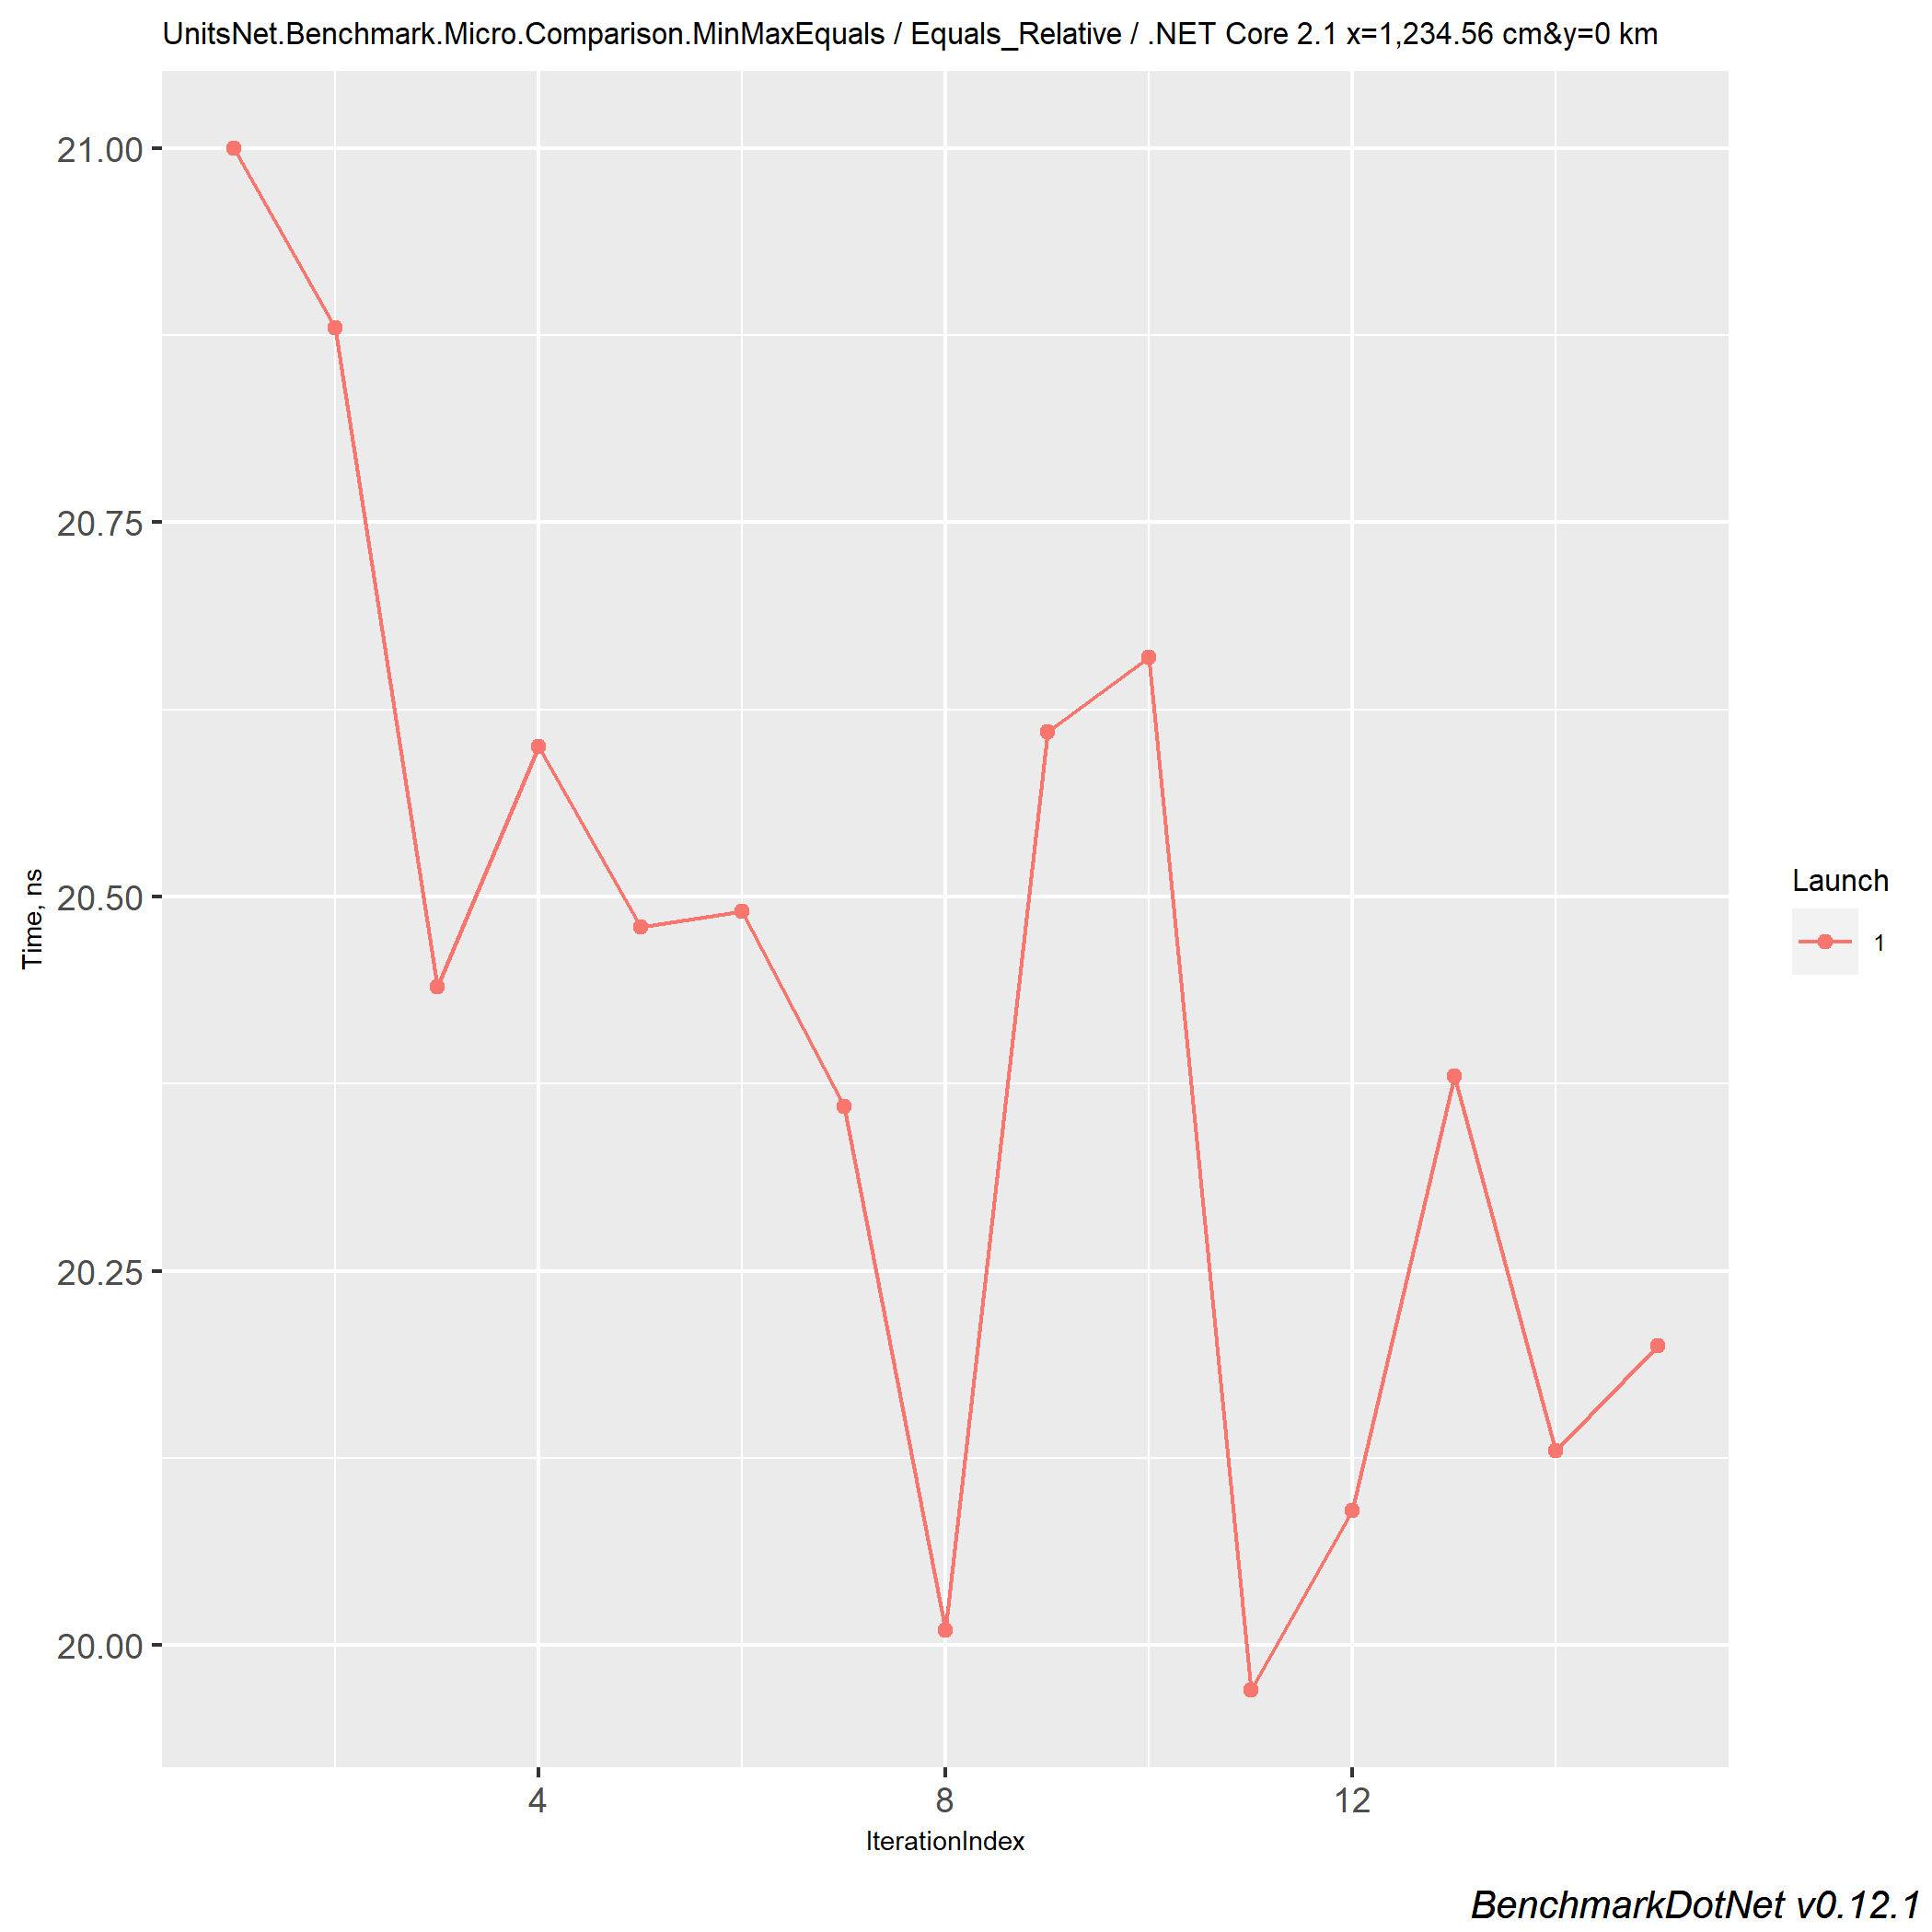 UnitsNet.Benchmark.Micro.Comparison.MinMaxEquals / Equals_Relative / .NET Core 2.1 x=1,234.56 cm&y=0 km
21.00
20.75
20.50
20.25
20.00
Time, ns
4 8 12
IterationIndex
Launch
1
BenchmarkDotNet v0.12.1